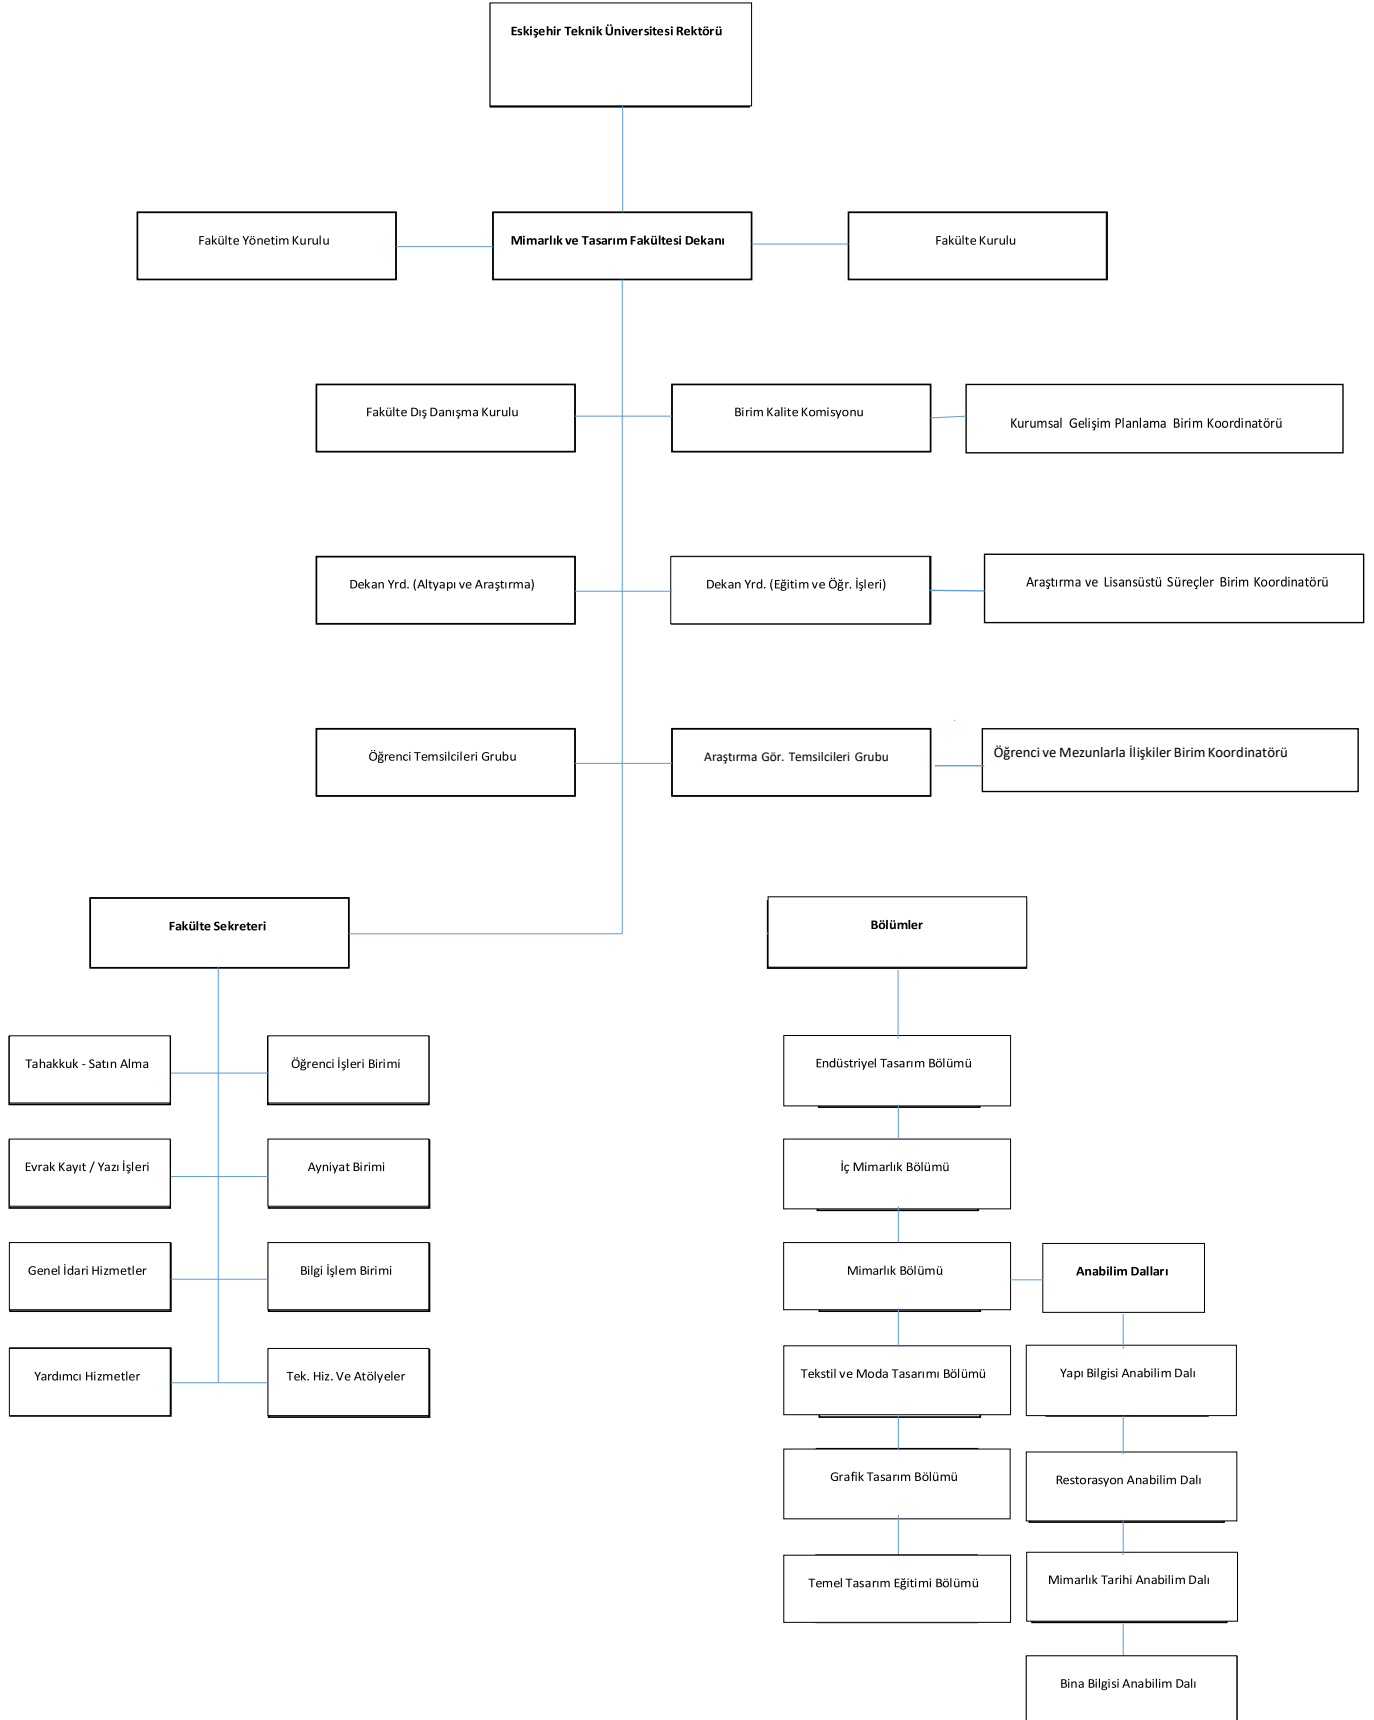 Eskişehir Teknik Üniversitesi Rektörü
Fakülte Yönetim Kurulu
Mimarlık ve Tasarım Fakültesi Dekanı
Fakülte Kurulu
Fakülte Dış Danışma Kurulu
Birim Kalite Komisyonu
Kurumsal Gelişim Planlama Birim Koordinatörü
Dekan Yrd. (Altyapı ve Araştırma)
Dekan Yrd. (Eğitim ve Öğr. İşleri)
Araştırma ve Lisansüstü Süreçler Birim Koordinatörü
Öğrenci Temsilcileri Grubu
Araştırma Gör. Temsilcileri Grubu
Öğrenci ve Mezunlarla İlişkiler Birim Koordinatörü
Fakülte Sekreteri
Bölümler
Tahakkuk - Satın Alma
Öğrenci İşleri Birimi
Endüstriyel Tasarım Bölümü
Evrak Kayıt / Yazı İşleri
Ayniyat Birimi
İç Mimarlık Bölümü
Genel İdari Hizmetler
Bilgi İşlem Birimi
Mimarlık Bölümü
Anabilim Dalları
Yardımcı Hizmetler
Tek. Hiz. Ve Atölyeler
Tekstil ve Moda Tasarımı Bölümü
Yapı Bilgisi Anabilim Dalı
Grafik Tasarım Bölümü
Restorasyon Anabilim Dalı
Temel Tasarım Eğitimi Bölümü
Mimarlık Tarihi Anabilim Dalı
Bina Bilgisi Anabilim Dalı